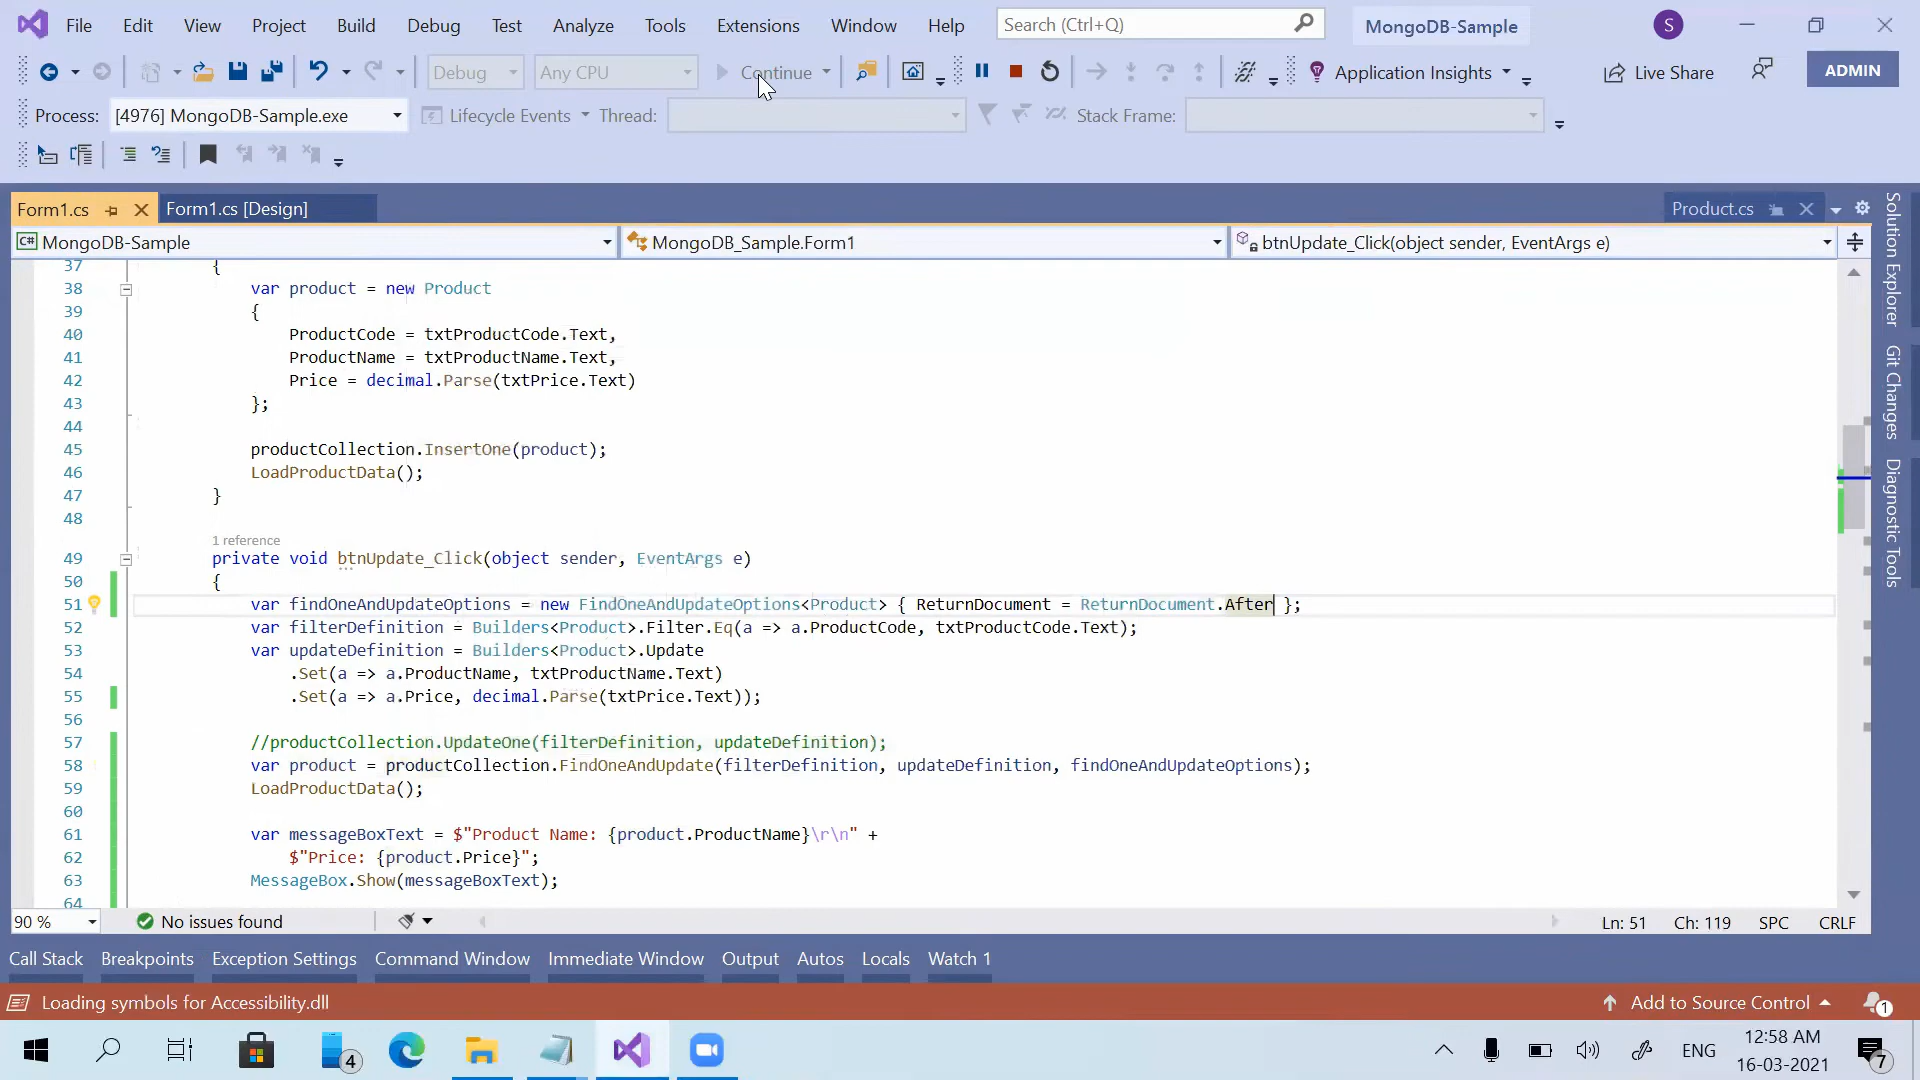 File Edit View Project Build Debug Test Analyze Tools Extensions Window Help Search (Ctrl+Q) MongoDB-Sample S
Debug Any CPU Continue Application Insights Live Share ADMIN
Process: [4976] MongoDB-Sample.exe Lifecycle Events Thread: Stack Frame:
Form1.cs Form1.cs [Design] Product.cs
C# MongoDB-Sample MongoDB_Sample.Form1 btnUpdate_Click(object sender, EventArgs e)
37 {
38 var product = new Product
39 {
40 ProductCode = txtProductCode.Text,
41 ProductName = txtProductName.Text,
42 Price = decimal.Parse(txtPrice.Text)
43 };
44
45 productCollection.InsertOne(product);
46 LoadProductData();
47 }
48
1 reference
49 private void btnUpdate_Click(object sender, EventArgs e)
50 {
51 var findOneAndUpdateOptions = new FindOneAndUpdateOptions<Product> { ReturnDocument = ReturnDocument.After };
52 var filterDefinition = Builders<Product>.Filter.Eq(a => a.ProductCode, txtProductCode.Text);
53 var updateDefinition = Builders<Product>.Update
54 .Set(a => a.ProductName, txtProductName.Text)
55 .Set(a => a.Price, decimal.Parse(txtPrice.Text));
56
57 //productCollection.UpdateOne(filterDefinition, updateDefinition);
58 var product = productCollection.FindOneAndUpdate(filterDefinition, updateDefinition, findOneAndUpdateOptions);
59 LoadProductData();
60
61 var messageBoxText = $"Product Name: {product.ProductName}\r\n" +
62 $"Price: {product.Price}";
63 MessageBox.Show(messageBoxText);
64
Solution Explorer
Git Changes
Diagnostic Tools
90 % No issues found Ln: 51 Ch: 119 SPC CRLF
Call Stack Breakpoints Exception Settings Command Window Immediate Window Output Autos Locals Watch 1
Loading symbols for Accessibility.dll Add to Source Control 1
4 ENG 12:58 AM
16-03-2021 7